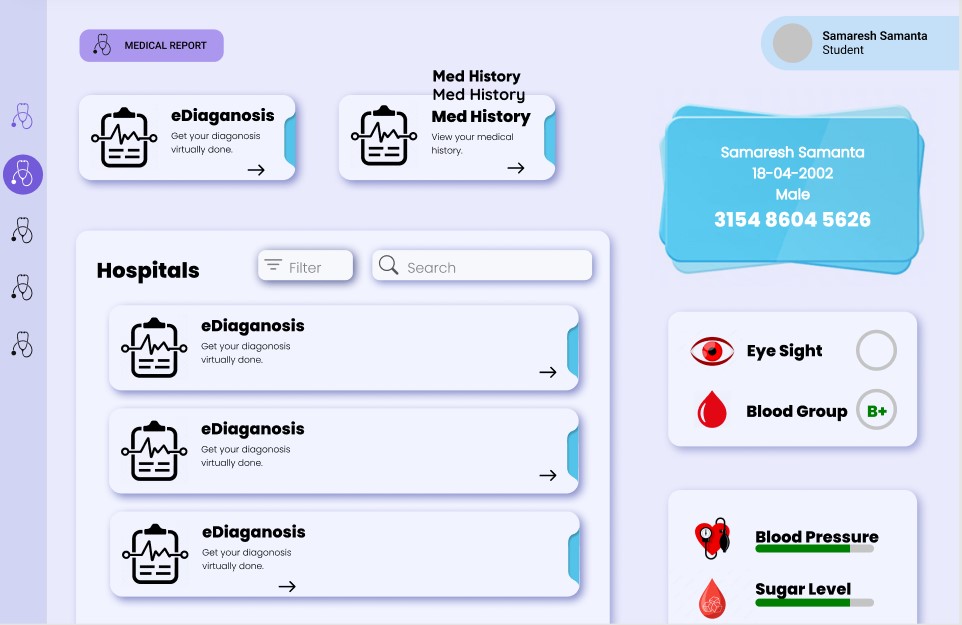 MEDICAL REPORT
Samaresh Samanta
Student
eDiaganosis
Get your diagonosis
virtually done.
Med History
Med History
Med History
View your medical
history.
Samaresh Samanta
18-04-2002
Male
3154 8604 5626
Hospitals
Filter
Search
eDiaganosis
Get your diagonosis
virtually done.
eDiaganosis
Get your diagonosis
virtually done.
eDiaganosis
Get your diagonosis
virtually done.
Eye Sight
Blood Group
B+
Blood Pressure
Sugar Level